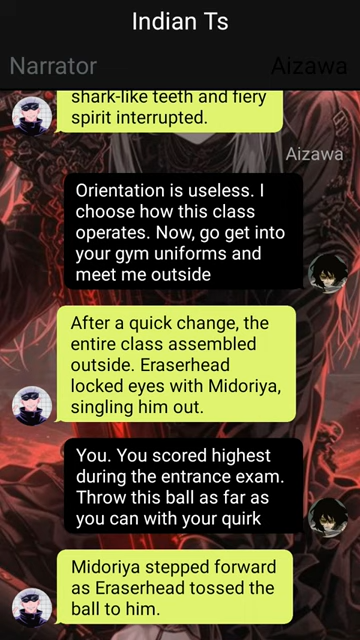 Indian Ts
Narrator
Aizawa
shark-like teeth and fiery
spirit interrupted.
Aizawa
Orientation is useless. I
choose how this class
operates. Now, go get into
your gym uniforms and
meet me outside
After a quick change, the
entire class assembled
outside. Eraserhead
locked eyes with Midoriya,
singling him out.
You. You scored highest
during the entrance exam.
Throw this ball as far as
you can with your quirk
Midoriya stepped forward
as Eraserhead tossed the
ball to him.